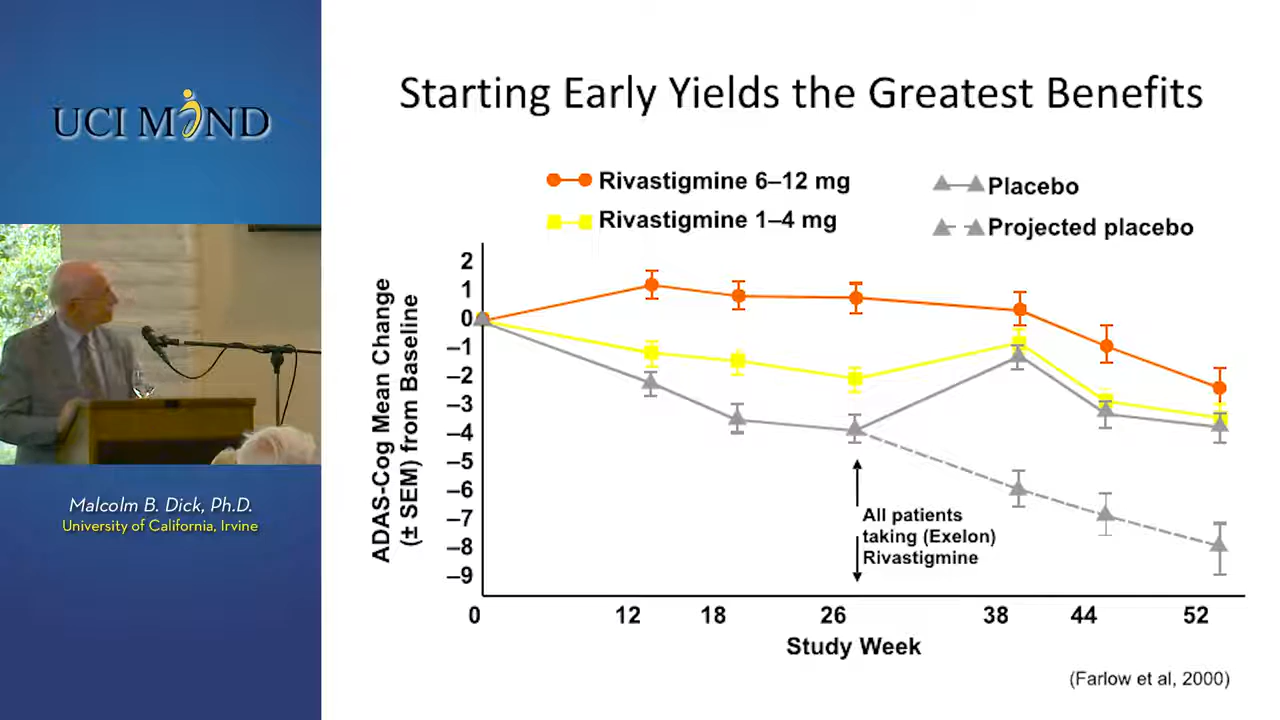 UCI MIND
Malcolm B. Dick, Ph.D.
University of California, Irvine
Starting Early Yields the Greatest Benefits
Rivastigmine 6–12 mg
Rivastigmine 1–4 mg
Placebo
Projected placebo
ADAS-Cog Mean Change
(± SEM) from Baseline
2
1
0
–1
–2
–3
–4
–5
–6
–7
–8
–9
All patients
taking (Exelon)
Rivastigmine
0 12 18 26 38 44 52
Study Week
(Farlow et al, 2000)